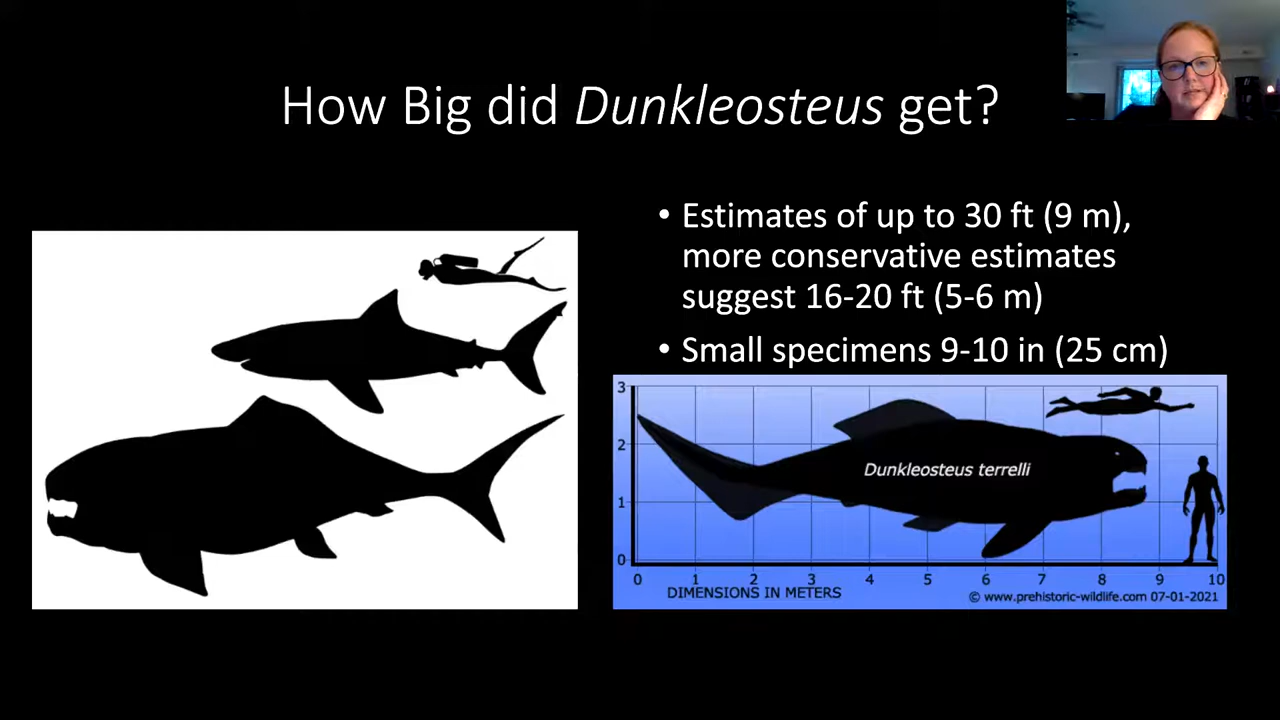 How Big did Dunkleosteus get?
• Estimates of up to 30 ft (9 m),
more conservative estimates
suggest 16-20 ft (5-6 m)
• Small specimens 9-10 in (25 cm)
3
2
1
0
Dunkleosteus terrelli
0 1 2 3 4 5 6 7 8 9 10
DIMENSIONS IN METERS
© www.prehistoric-wildlife.com 07-01-2021